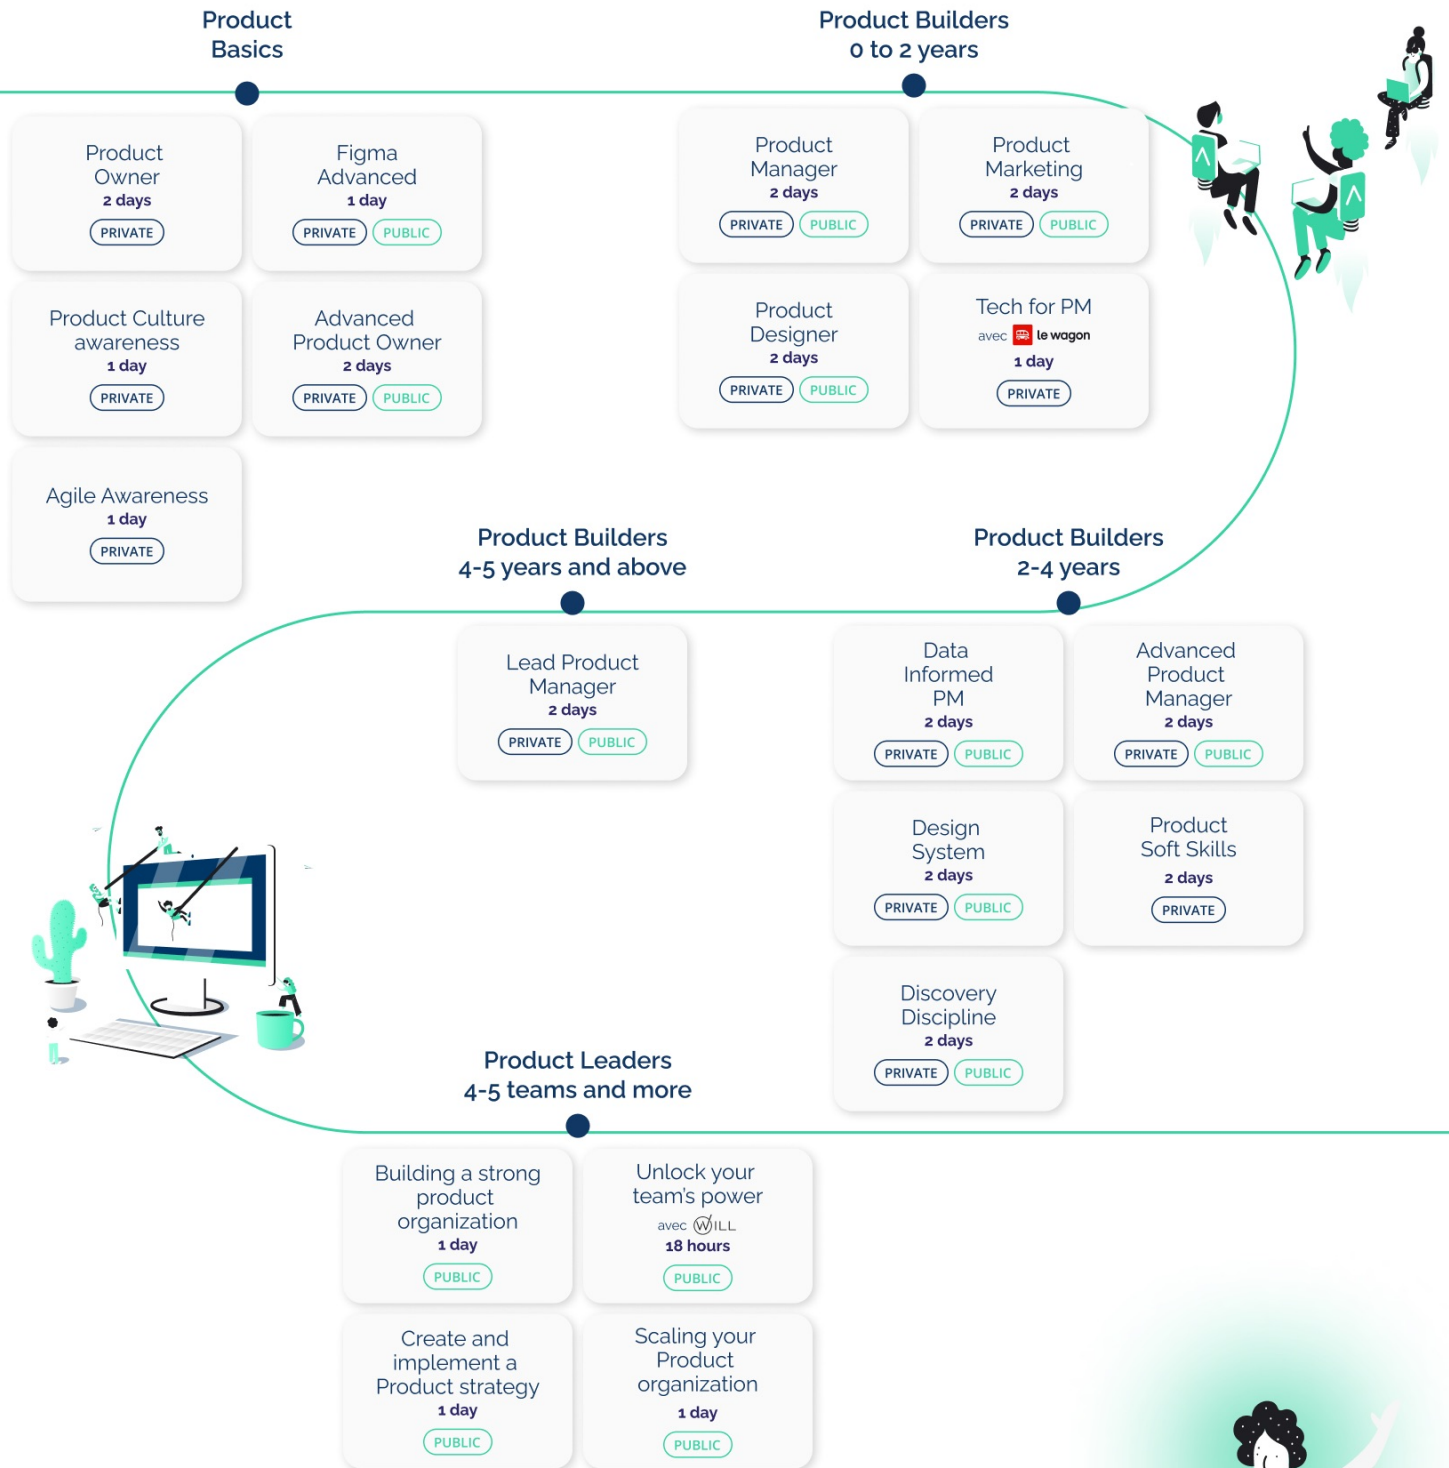 Product
Basics
Product Builders
0 to 2 years
Product
Owner
2 days
PRIVATE
Figma
Advanced
1 day
PRIVATE PUBLIC
Product Culture
awareness
1 day
PRIVATE
Advanced
Product Owner
2 days
PRIVATE PUBLIC
Agile Awareness
1 day
PRIVATE
Product
Manager
2 days
PRIVATE PUBLIC
Product
Marketing
2 days
PRIVATE PUBLIC
Product
Designer
2 days
PRIVATE PUBLIC
Tech for PM
avec le wagon
1 day
PRIVATE
Product Builders
4-5 years and above
Product Builders
2-4 years
Lead Product
Manager
2 days
PRIVATE PUBLIC
Data
Informed
PM
2 days
PRIVATE PUBLIC
Advanced
Product
Manager
2 days
PRIVATE PUBLIC
Design
System
2 days
PRIVATE PUBLIC
Product
Soft Skills
2 days
PRIVATE
Discovery
Discipline
2 days
PRIVATE PUBLIC
Product Leaders
4-5 teams and more
Building a strong
product
organization
1 day
PUBLIC
Unlock your
team's power
avec WILL
18 hours
PUBLIC
Create and
implement a
Product strategy
1 day
PUBLIC
Scaling your
Product
organization
1 day
PUBLIC